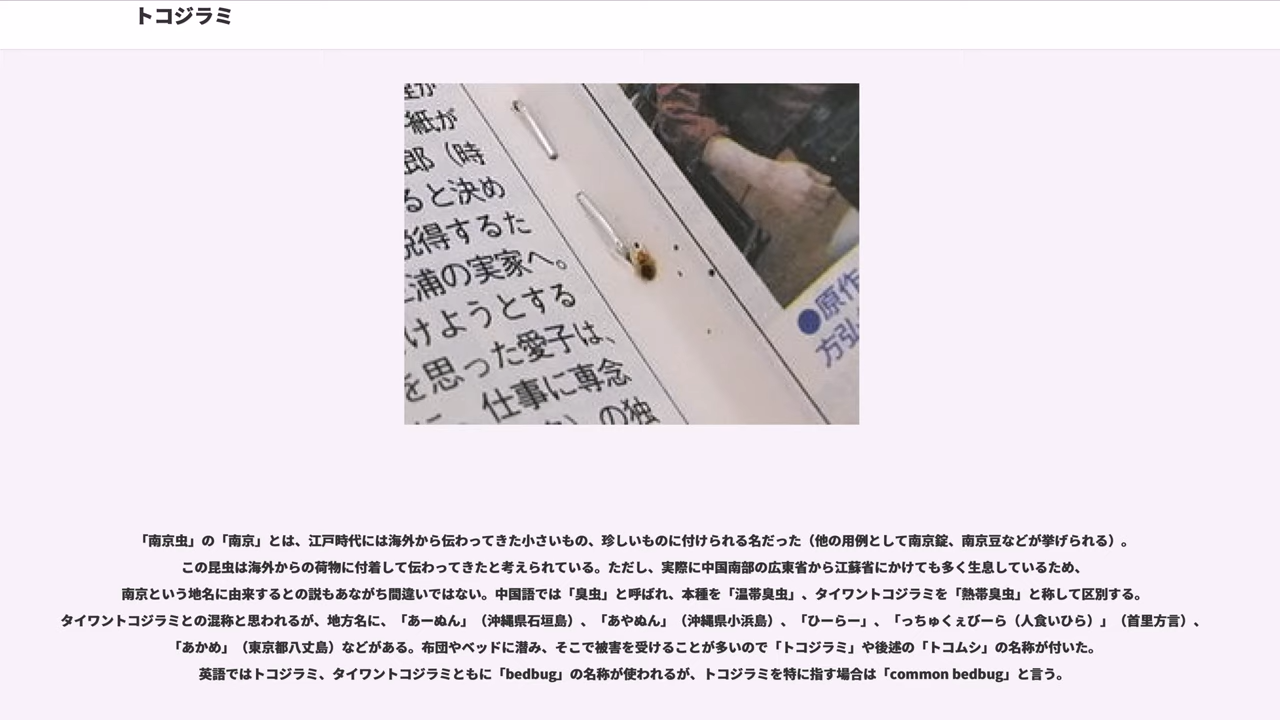 トコジラミ
紙が
郎（時
ると決め
説得するた
浦の実家へ。
けようとする
を思った愛子は、
に、仕事に専念
の独
●原作
方弘
「南京虫」の「南京」とは、江戸時代には海外から伝わってきた小さいもの、珍しいものに付けられる名だった（他の用例として南京錠、南京豆などが挙げられる）。
この昆虫は海外からの荷物に付着して伝わってきたと考えられている。ただし、実際に中国南部の広東省から江蘇省にかけても多く生息しているため、
南京という地名に由来するとの説もあながち間違いではない。中国語では「臭虫」と呼ばれ、本種を「温帯臭虫」、タイワントコジラミを「熱帯臭虫」と称して区別する。
タイワントコジラミとの混称と思われるが、地方名に、「あーぬん」（沖縄県石垣島）、「あやぬん」（沖縄県小浜島）、「ひーらー」、「っちゅくぇびーら（人食いひら）」（首里方言）、
「あかめ」（東京都八丈島）などがある。布団やベッドに潜み、そこで被害を受けることが多いので「トコジラミ」や後述の「トコムシ」の名称が付いた。
英語ではトコジラミ、タイワントコジラミともに「bedbug」の名称が使われるが、トコジラミを特に指す場合は「common bedbug」と言う。